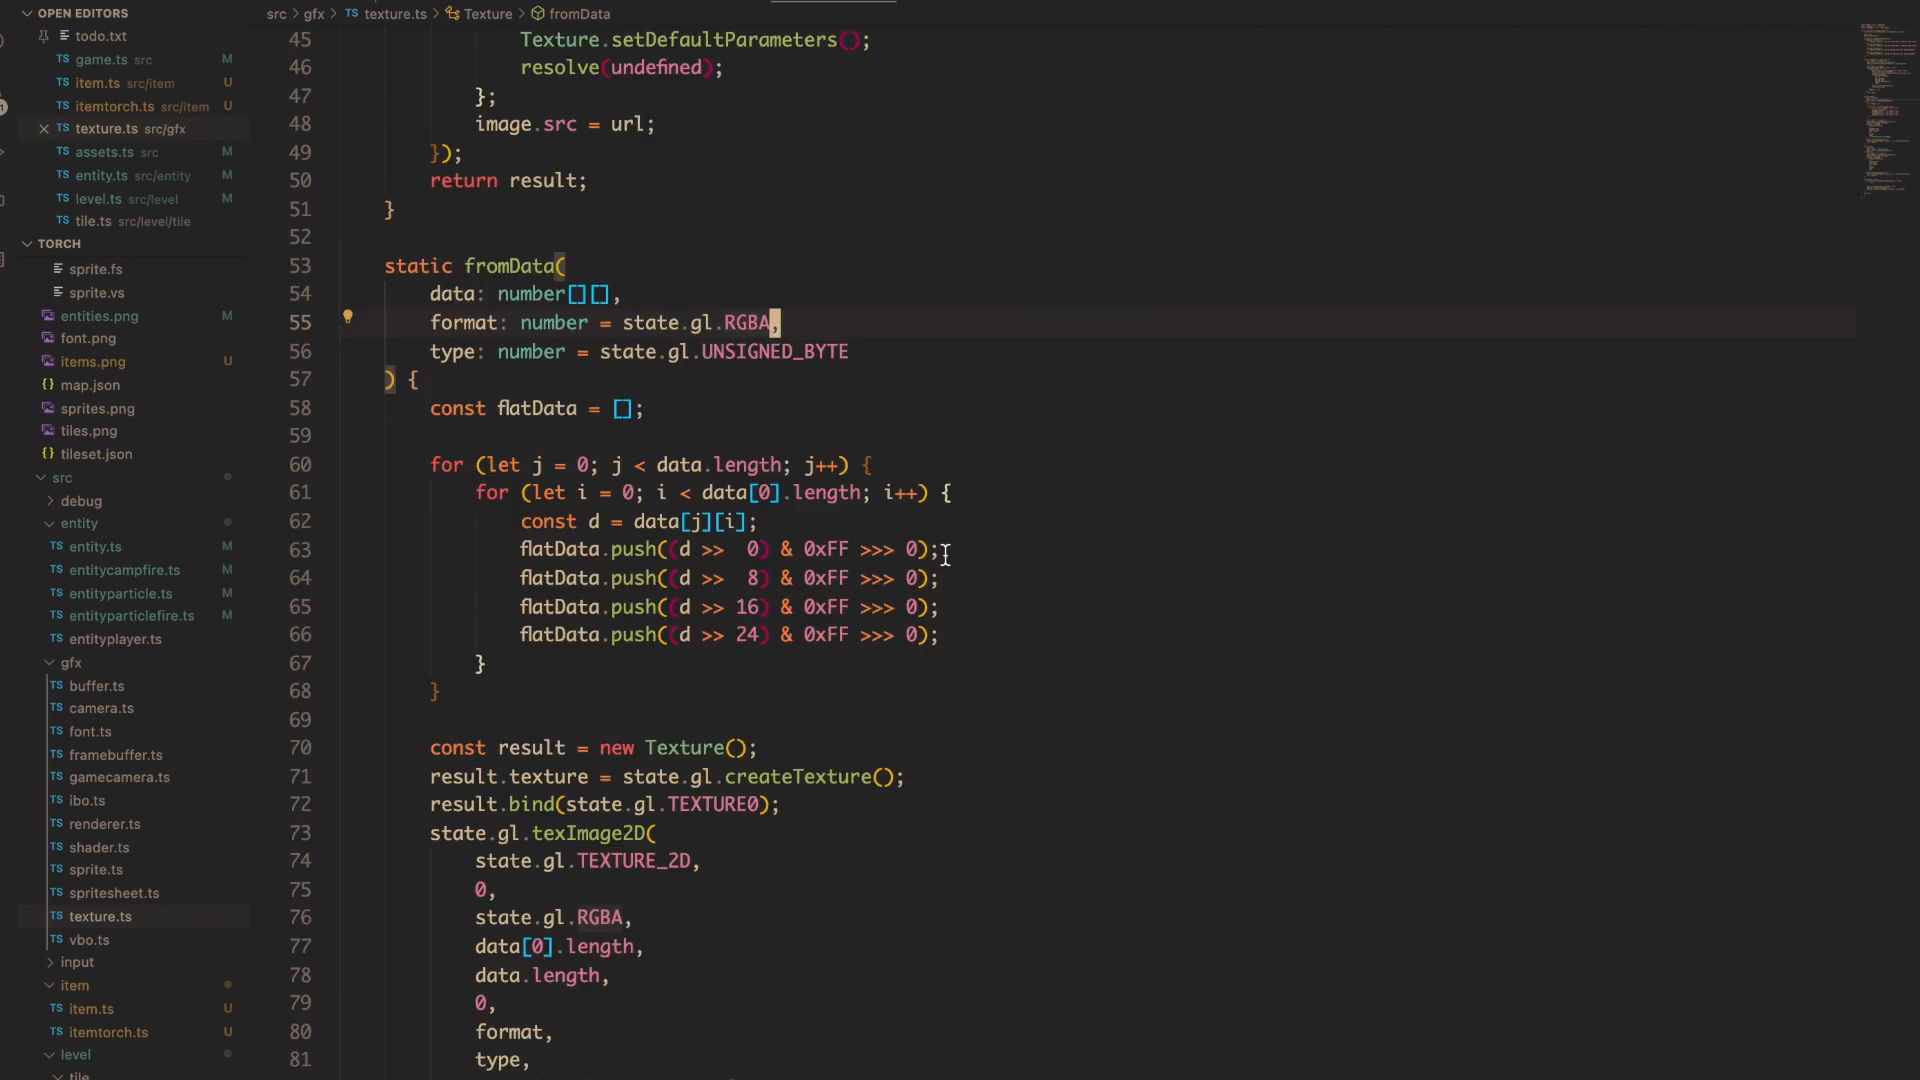 OPEN EDITORS
todo.txt
TS game.ts src M
TS item.ts src/item U
TS itemtorch.ts src/item U
TS texture.ts src/gfx
TS assets.ts src M
TS entity.ts src/entity M
TS level.ts src/level M
TS tile.ts src/level/tile
TORCH
sprite.fs
sprite.vs
entities.png M
font.png
items.png U
{} map.json
sprites.png
tiles.png
{} tileset.json
src
debug
entity
TS entity.ts M
TS entitycampfire.ts M
TS entityparticle.ts M
TS entityparticlefire.ts M
TS entityplayer.ts
gfx
TS buffer.ts
TS camera.ts
TS font.ts
TS framebuffer.ts
TS gamecamera.ts
TS ibo.ts
TS renderer.ts
TS shader.ts
TS sprite.ts
TS spritesheet.ts
TS texture.ts
TS vbo.ts
input
item
TS item.ts U
TS itemtorch.ts U
level
tile
src > gfx > TS texture.ts > Texture > fromData
45 Texture.setDefaultParameters();
46 resolve(undefined);
47 };
48 image.src = url;
49 });
50 return result;
51 }
52
53 static fromData(
54 data: number[][],
55 format: number = state.gl.RGBA,
56 type: number = state.gl.UNSIGNED_BYTE
57 ) {
58 const flatData = [];
59
60 for (let j = 0; j < data.length; j++) {
61 for (let i = 0; i < data[0].length; i++) {
62 const d = data[j][i];
63 flatData.push((d >>  0) & 0xFF >>> 0);
64 flatData.push((d >>  8) & 0xFF >>> 0);
65 flatData.push((d >> 16) & 0xFF >>> 0);
66 flatData.push((d >> 24) & 0xFF >>> 0);
67 }
68 }
69
70 const result = new Texture();
71 result.texture = state.gl.createTexture();
72 result.bind(state.gl.TEXTURE0);
73 state.gl.texImage2D(
74 state.gl.TEXTURE_2D,
75 0,
76 state.gl.RGBA,
77 data[0].length,
78 data.length,
79 0,
80 format,
81 type,